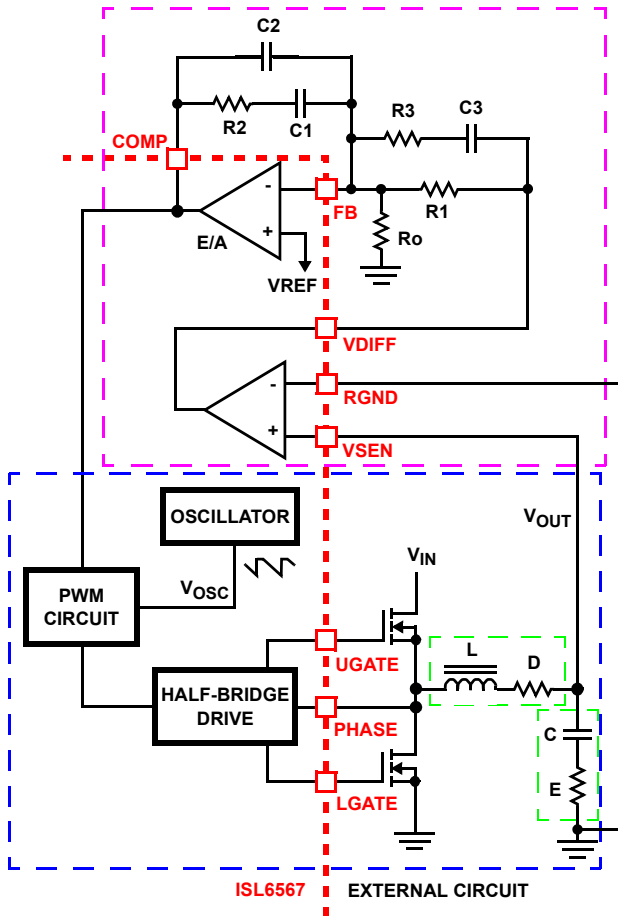 C2
R2
C1
R3
C3
COMP
-
+
E/A
FB
R1
Ro
VREF
VDIFF
-
+
RGND
VSEN
OSCILLATOR
VOUT
VIN
PWM
CIRCUIT
VOSC
UGATE
L
D
HALF-BRIDGE
DRIVE
PHASE
C
E
LGATE
ISL6567
EXTERNAL CIRCUIT